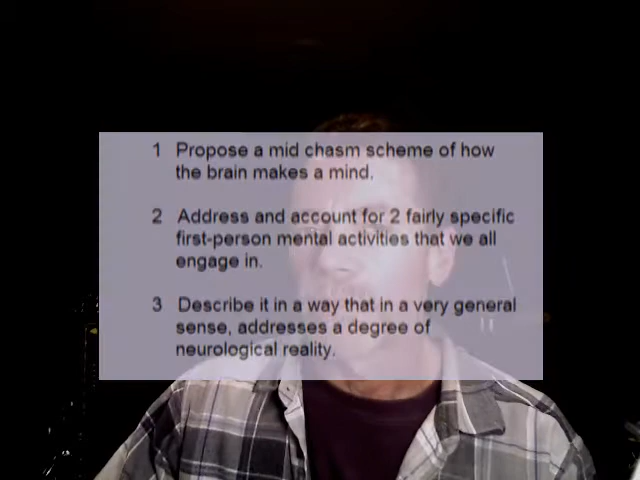 1 Propose a mid chasm scheme of how
the brain makes a mind.
2 Address and account for 2 fairly specific
first-person mental activities that we all
engage in.
3 Describe it in a way that in a very general
sense, addresses a degree of
neurological reality.